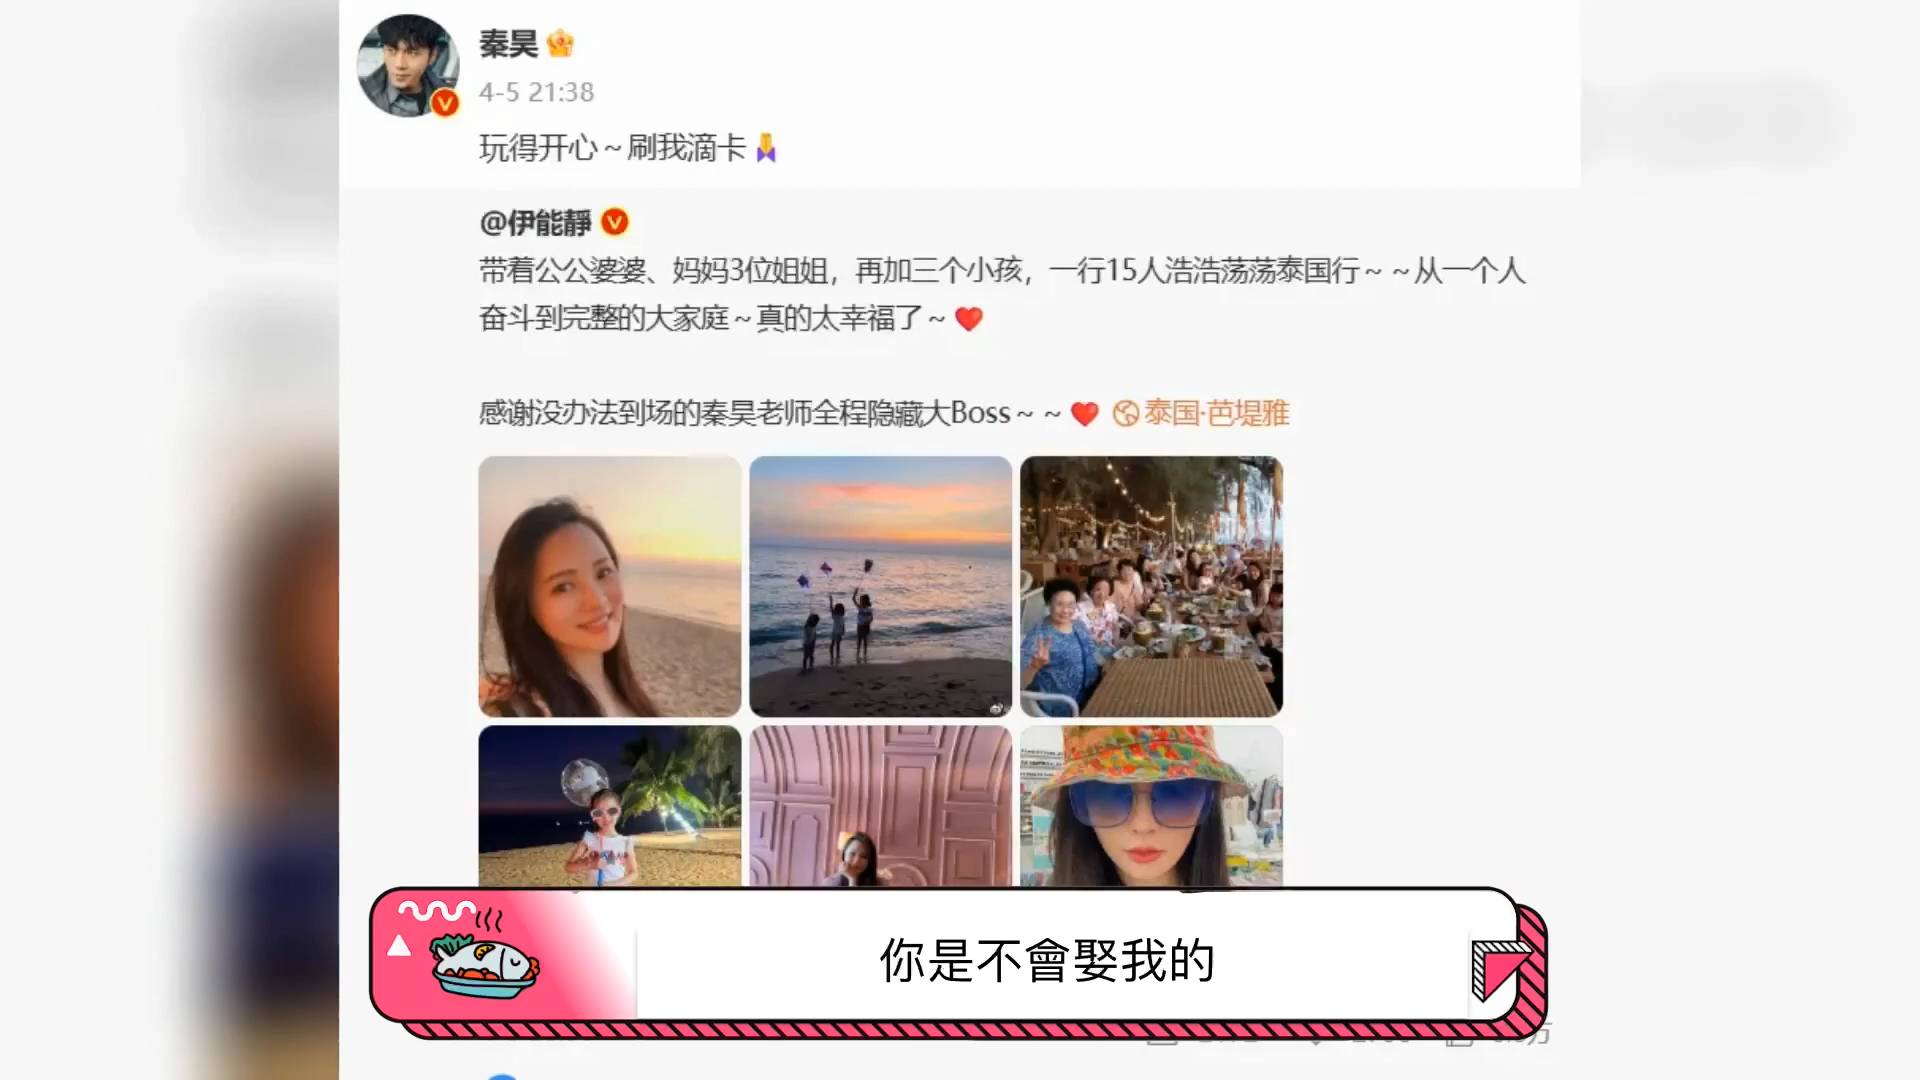 秦昊
4-5 21:38
玩得开心~刷我滴卡
@伊能靜
带着公公婆婆、妈妈3位姐姐，再加三个小孩，一行15人浩浩荡荡泰国行~~从一个人
奋斗到完整的大家庭~真的太幸福了~
感谢没办法到场的秦昊老师全程隐藏大Boss~~ 泰国·芭堤雅
你是不會娶我的